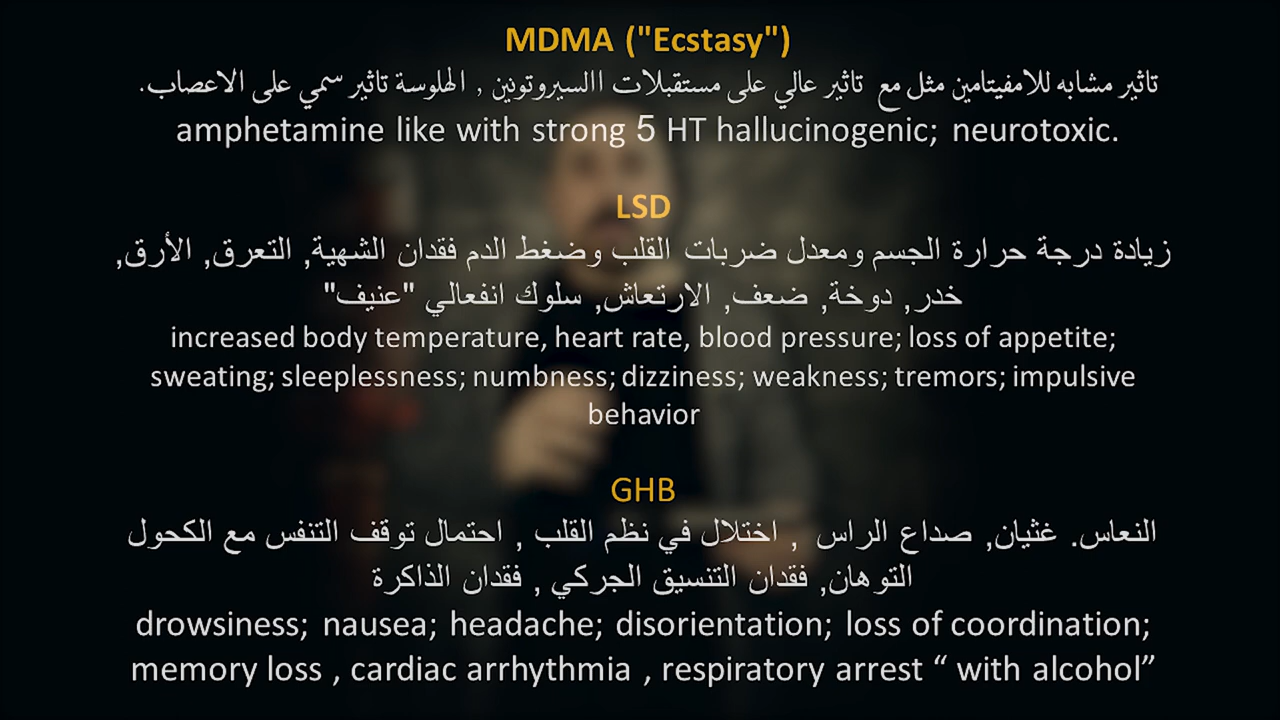 MDMA ("Ecstasy")
تاثير مشابه للامفيتامين مثل مع تاثير عالي على مستقبلات االسيروتونين , الهلوسة تاثير سمي على الاعصاب.
amphetamine like with strong 5 HT hallucinogenic; neurotoxic.
LSD
زيادة درجة حرارة الجسم ومعدل ضربات القلب وضغط الدم فقدان الشهية, التعرق, الأرق,
خدر, دوخة, ضعف, الارتعاش, سلوك انفعالي "عنيف"
increased body temperature, heart rate, blood pressure; loss of appetite;
sweating; sleeplessness; numbness; dizziness; weakness; tremors; impulsive
behavior
GHB
النعاس. غثيان, صداع الراس , اختلال في نظم القلب , احتمال توقف التنفس مع الكحول
التوهان, فقدان التنسيق الجركي , فقدان الذاكرة
drowsiness; nausea; headache; disorientation; loss of coordination;
memory loss , cardiac arrhythmia , respiratory arrest “ with alcohol”